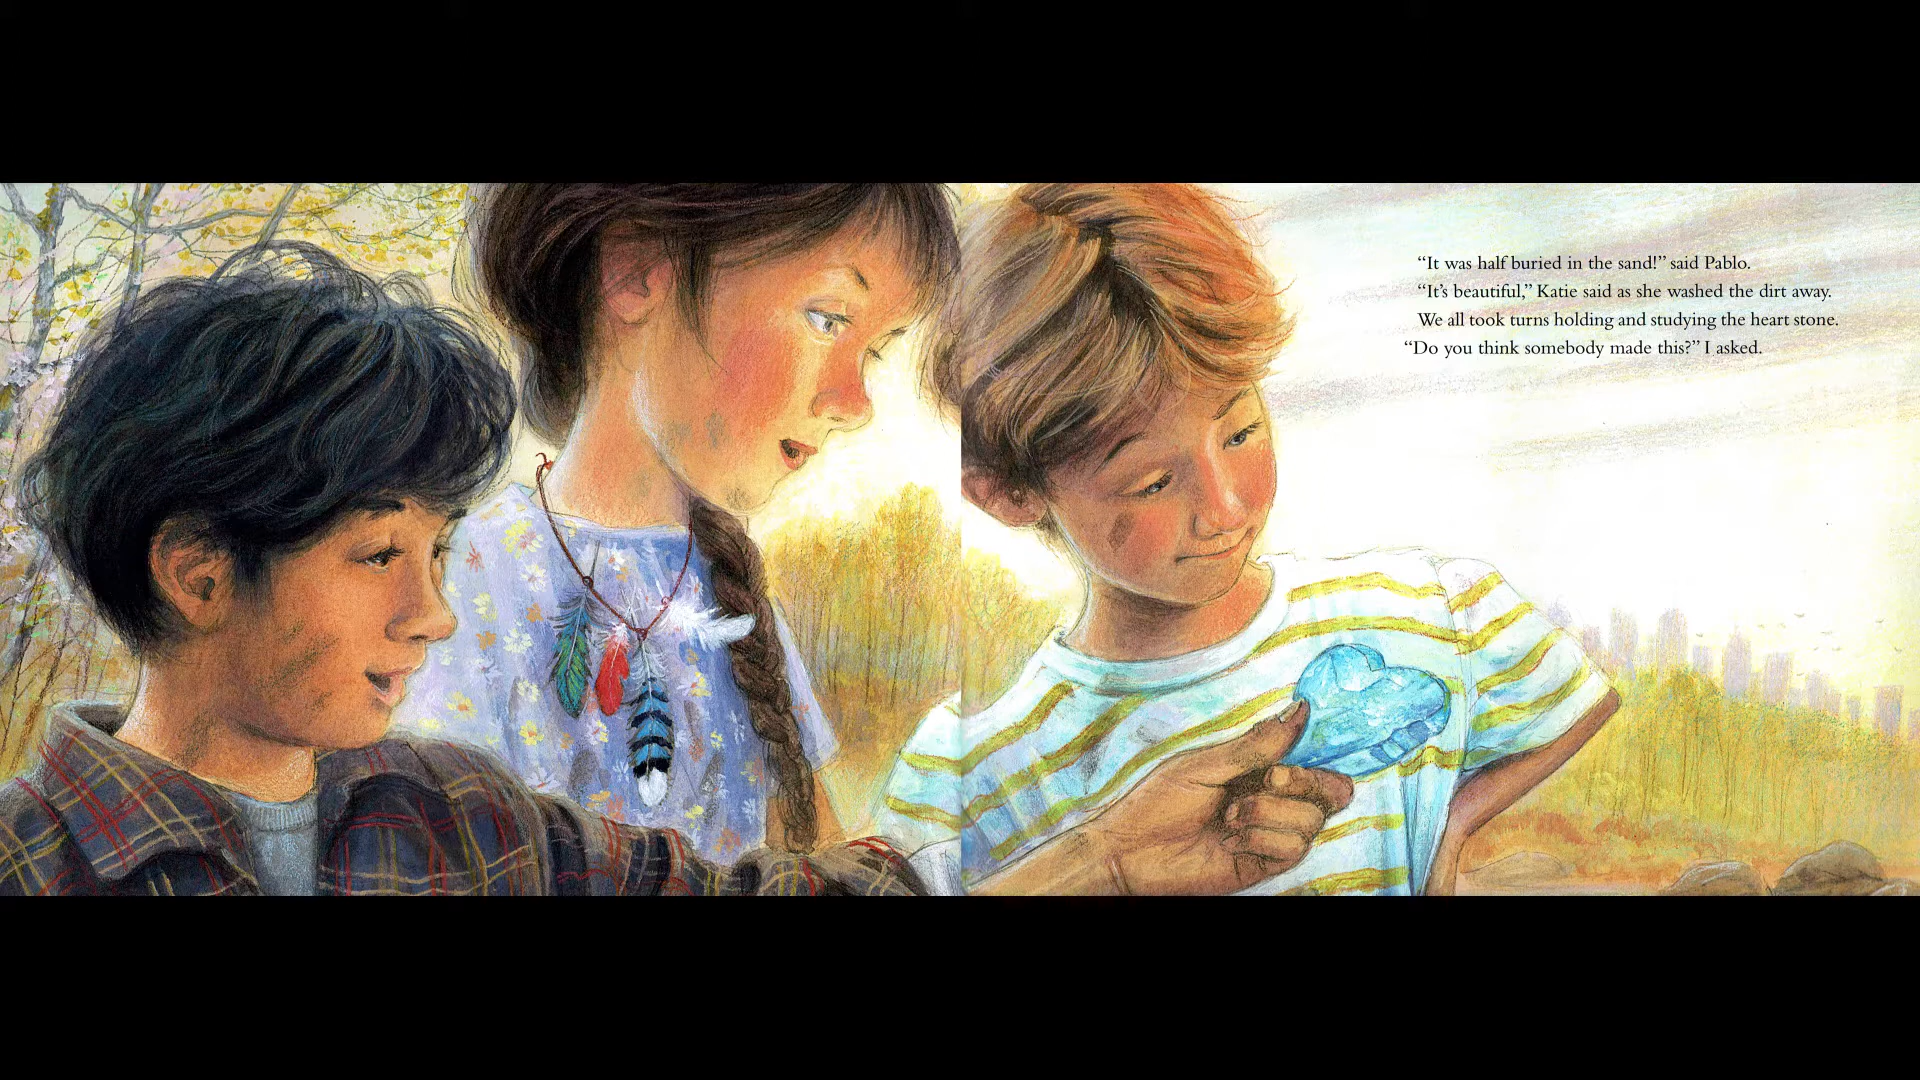 “It was half buried in the sand!” said Pablo.
“It’s beautiful,” Katie said as she washed the dirt away.
We all took turns holding and studying the heart stone.
“Do you think somebody made this?” I asked.